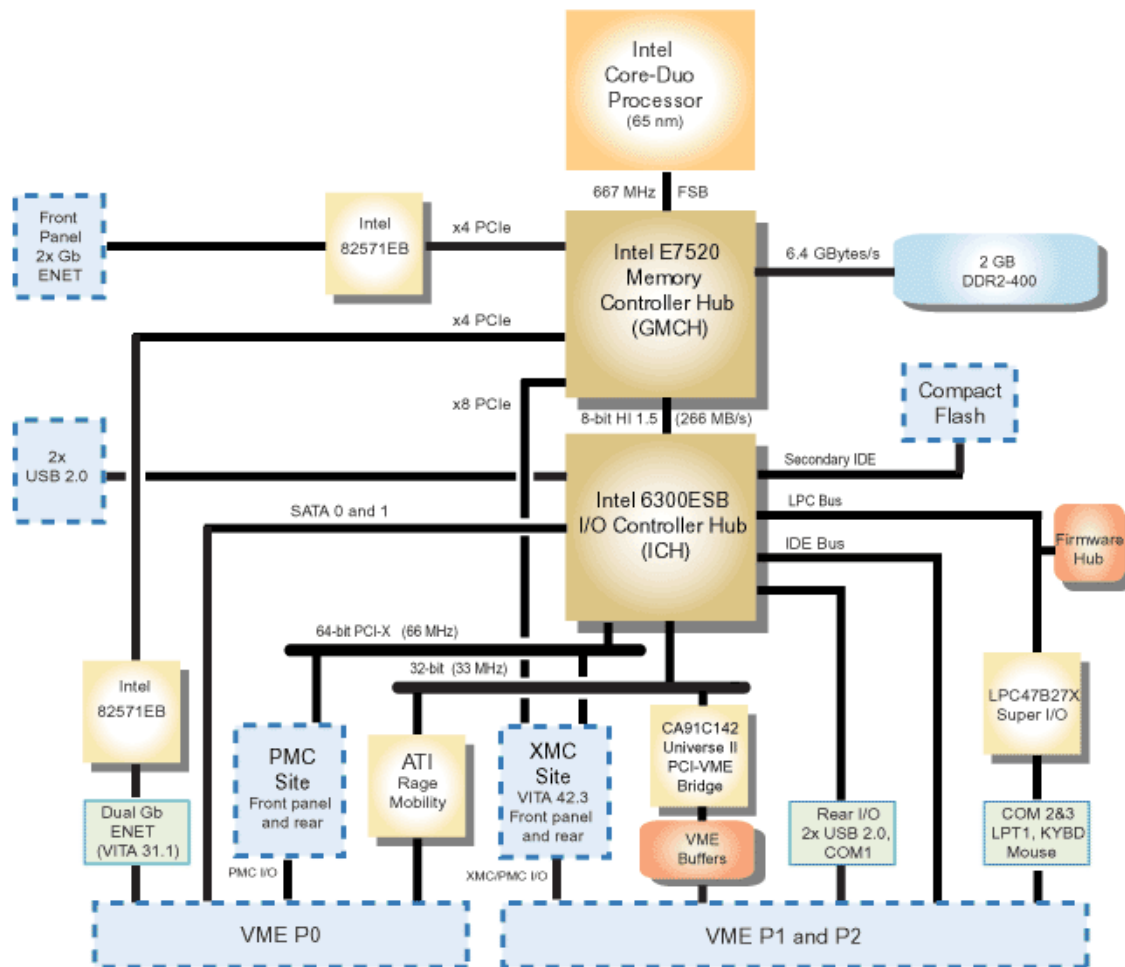 Intel
Core-Duo
Processor
(65 nm)
667 MHz FSB
Front
Panel
2x Gb
ENET
Intel
82571EB
x4 PCIe
Intel E7520
Memory
Controller Hub
(GMCH)
6.4 GBytes/s
2 GB
DDR2-400
x4 PCIe
x8 PCIe
8-bit HI 1.5 (266 MB/s)
Compact
Flash
2x
USB 2.0
Intel 6300ESB
I/O Controller Hub
(ICH)
Secondary IDE
LPC Bus
IDE Bus
Firmware
Hub
SATA 0 and 1
64-bit PCI-X (66 MHz)
32-bit (33 MHz)
Intel
82571EB
PMC
Site
Front panel
and rear
ATI
Rage
Mobility
XMC
Site
VITA 42.3
Front panel
and rear
CA91C142
Universe II
PCI-VME
Bridge
LPC47B27X
Super I/O
Dual Gb
ENET
(VITA 31.1)
VME
Buffers
Rear I/O
2x USB 2.0,
COM1
COM 2&3
LPT1, KYBD
Mouse
PMC I/O
XMC/PMC I/O
VME P0
VME P1 and P2